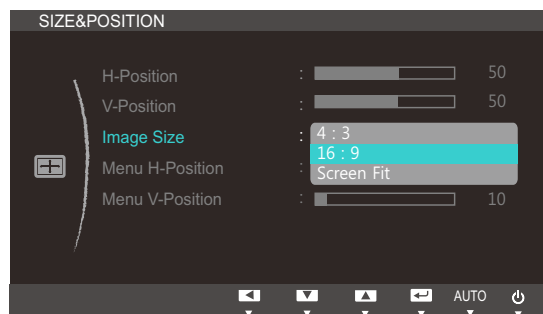 SIZE&POSITION
H-Position : 50
V-Position : 50
Image Size : 4 : 3
16 : 9
Menu H-Position :
Screen Fit
Menu V-Position : 10
AUTO